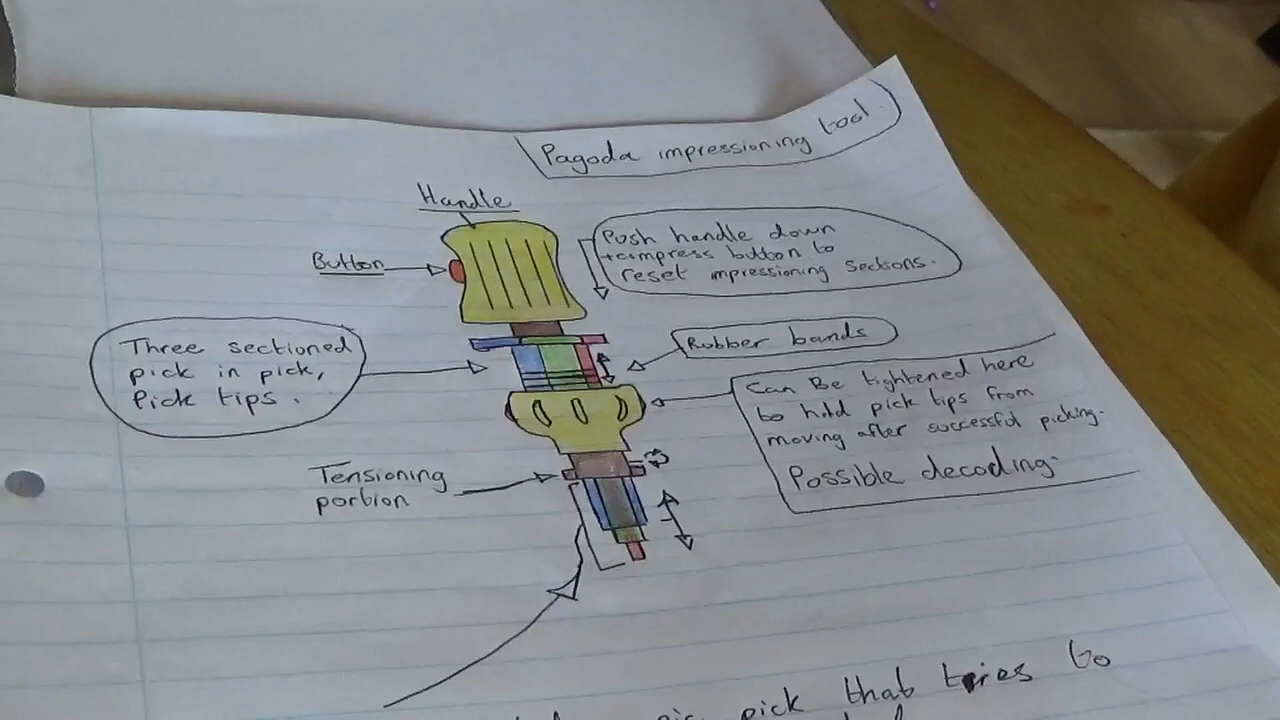 Pagoda impressioning tool.
Handle
Button
Push handle down
+compress button to
reset impressioning sections.
Three sectioned
pick in pick,
Pick tips.
Rubber bands
Can Be tightened here
to hold pick tips from
moving after successful picking.
Possible decoding.
Tensioning
portion
pick that tries to